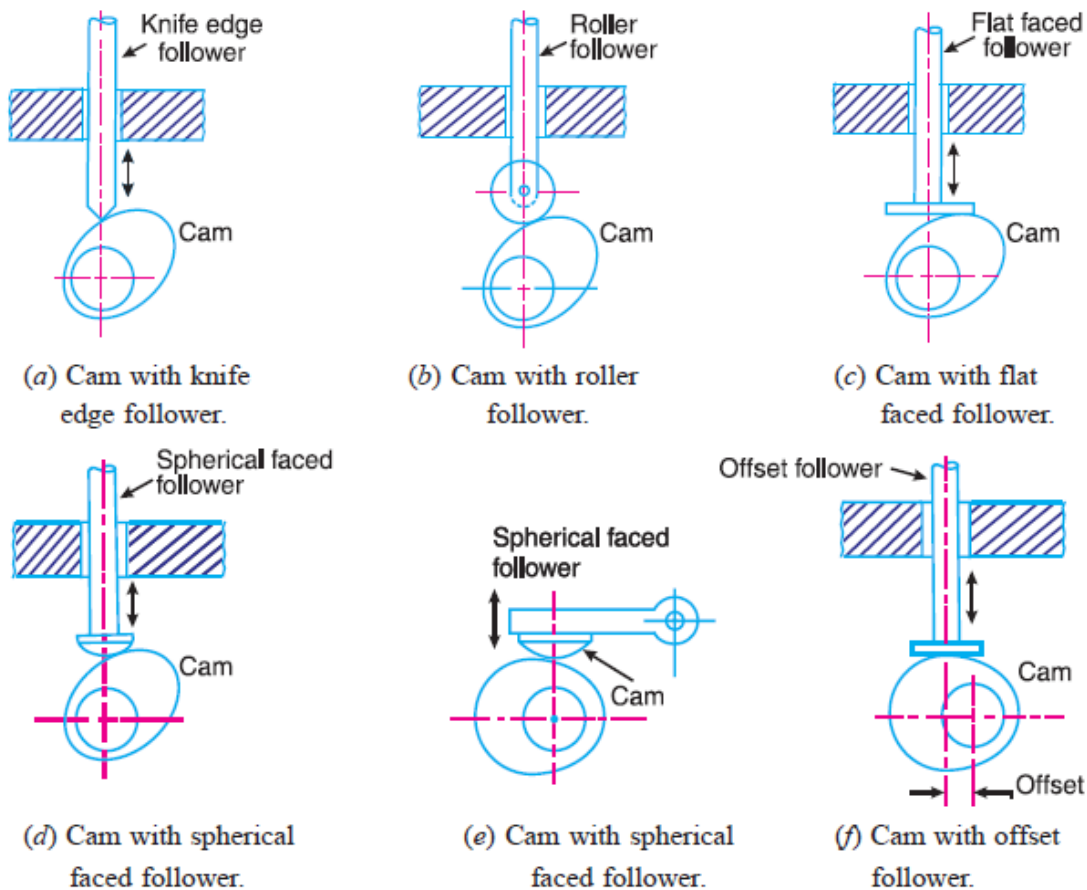 Knife edge
follower
Cam
(a) Cam with knife
edge follower.
Roller
follower
Cam
(b) Cam with roller
follower.
Flat faced
follower
Cam
(c) Cam with flat
faced follower.
Spherical faced
follower
Cam
(d) Cam with spherical
faced follower.
Spherical faced
follower
Cam
(e) Cam with spherical
faced follower.
Offset follower
Cam
Offset
(f) Cam with offset
follower.